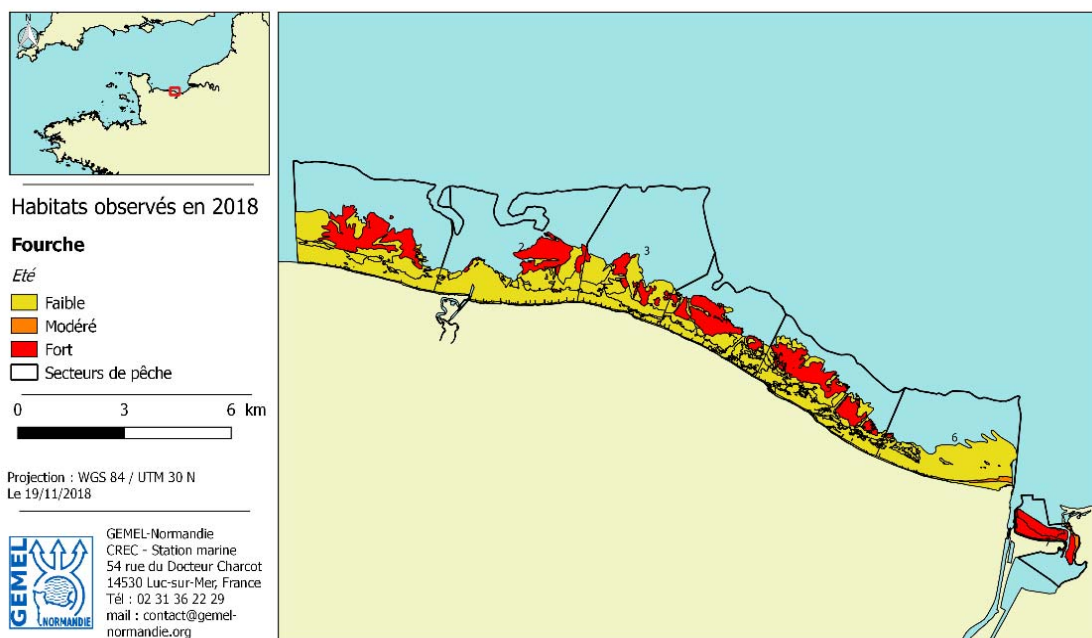 N
Habitats observés en 2018
Fourche
Eté
Faible
Modéré
Fort
Secteurs de pêche
0 3 6 km
Projection : WGS 84 / UTM 30 N
Le 19/11/2018
GEMEL
NORMANDIE
GEMEL-Normandie
CREC - Station marine
54 rue du Docteur Charcot
14530 Luc-sur-Mer, France
Tél : 02 31 36 22 29
mail : contact@gemel-
normandie.org
2
3
6